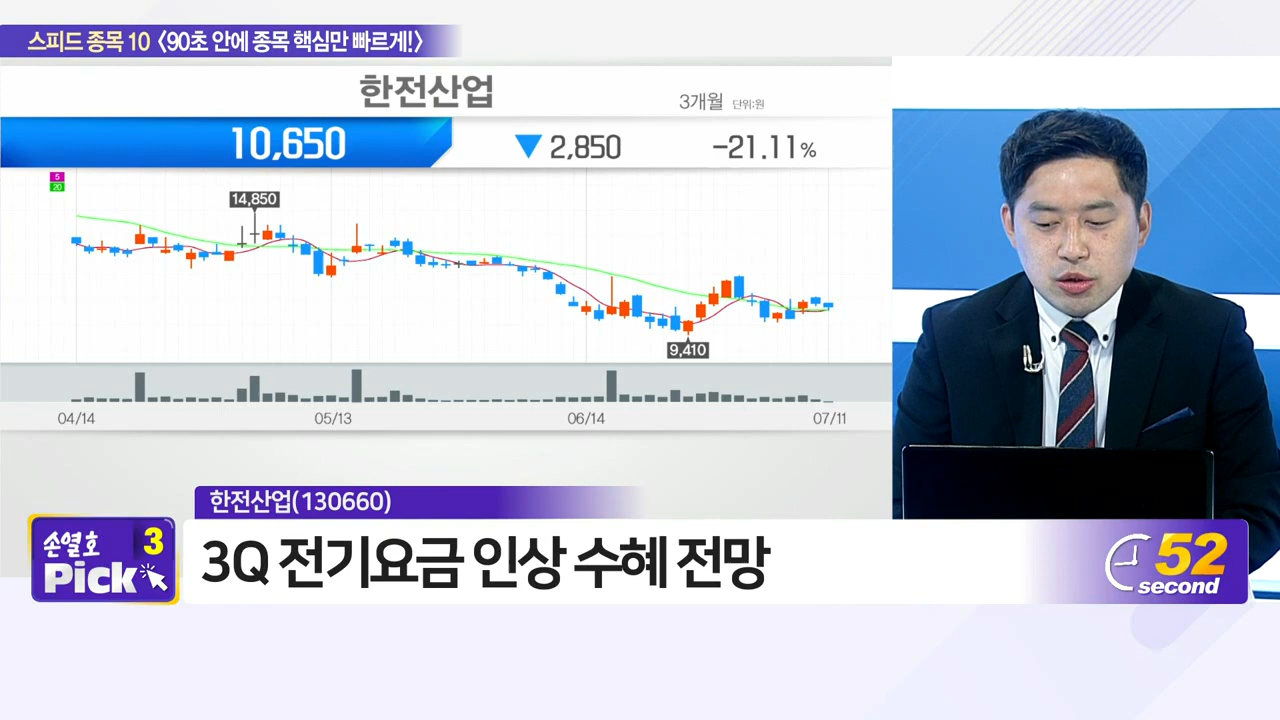 스피드 종목 10 〈90초 안에 종목 핵심만 빠르게!〉
한전산업
3개월 단위:원
10,650 ▼ 2,850 -21.11%
5
20
14,850
9,410
04/14 05/13 06/14 07/11
한전산업(130660)
손열호 3
Pick
3Q 전기요금 인상 수혜 전망
52
second